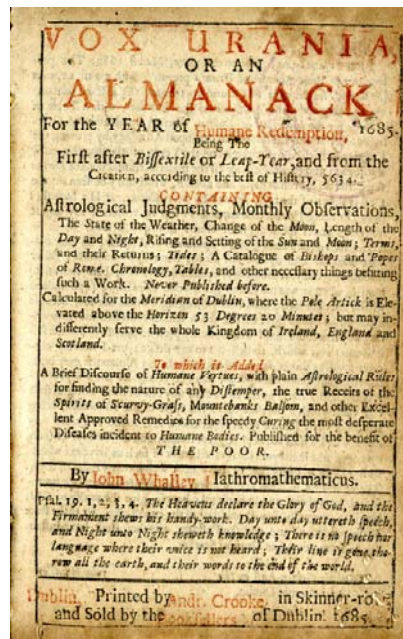 VOX URANIA,
OR AN
ALMANACK
For the YEAR of Humane Redemption, 1685.
Being The
First after Bissextile or Leap-Year, and from the
Creation, according to the best of History, 5634.
CONTAINING
Astrological Judgments, Monthly Observations,
The State of the Weather, Change of the Moon, Length of the
Day and Night, Rising and Setting of the Sun and Moon; Terms,
and their Returns; Tides; A Catalogue of Bishops and Popes
of Rome. Chronology, Tables, and other necessary things befitting
such a Work. Never Published before.
Calculated for the Meridian of Dublin, where the Pole Artick is Ele-
vated above the Horizen 53 Degrees 20 Minutes; but may in-
differently serve the whole Kingdom of Ireland, England and
Scotland.
To which is Added
A Brief Discourse of Humane Vertues, with plain Astrological Rules
for finding the nature of any Distemper, the true Receits of the
Spirits of Scurvy-Grass, Mountebanks Balsom, and other Excel-
lent Approved Remedies for the speedy Curing the most desperate
Diseases incident to Humane Bodies. Published for the benefit of
THE POOR.
By John Whalley Iathromathematicus.
Psal. 19. 1, 2, 3, 4. The Heavens declare the Glory of God, and the
Firmament shews his handy-work. Day unto day uttereth speech,
and Night unto Night sheweth knowledge; There is no speech nor
language where their voice is not heard; Their line is gone tho-
row all the earth, and their words to the end of the world.
Dublin, Printed by Andr. Crooke, in Skinner-row
and Sold by the of Dublin. 1685.